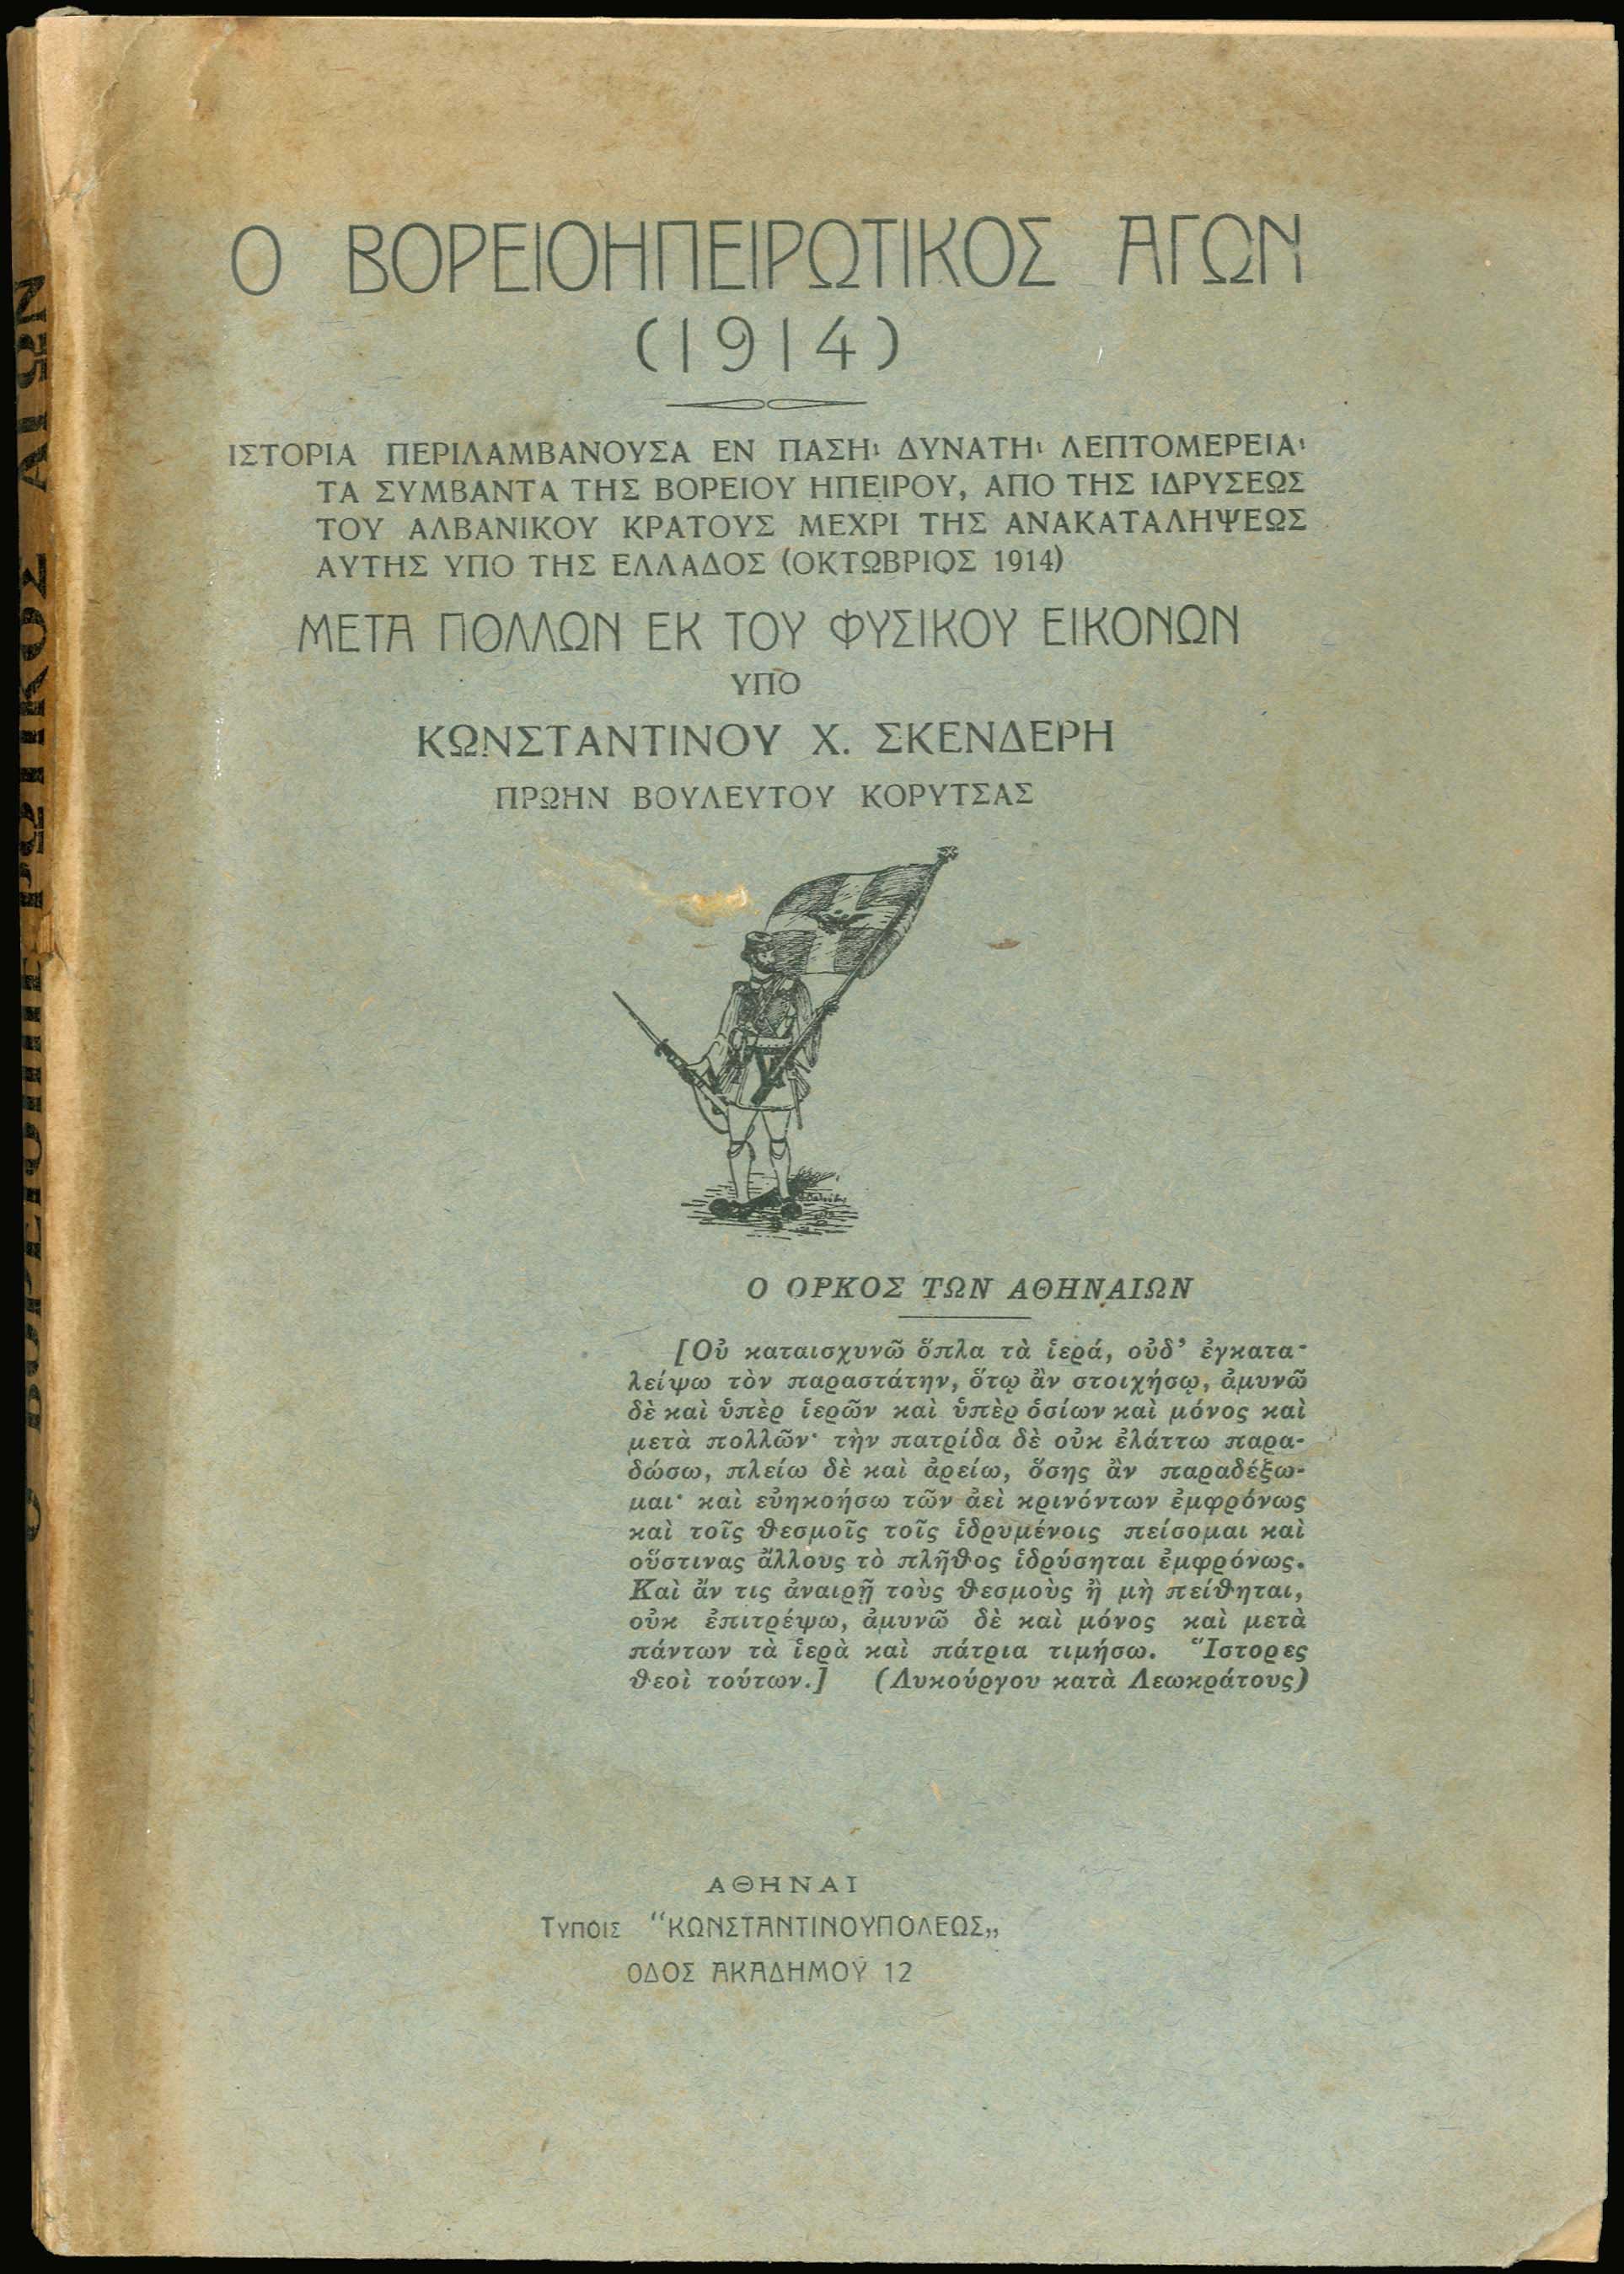 Ο ΒΟΡΕΙΟΗΠΕΙΡΩΤΙΚΟΣ ΑΓΩΝ
(1914)
ΙΣΤΟΡΙΑ ΠΕΡΙΛΑΜΒΑΝΟΥΣΑ ΕΝ ΠΑΣΗι ΔΥΝΑΤΗι ΛΕΠΤΟΜΕΡΕΙΑι
ΤΑ ΣΥΜΒΑΝΤΑ ΤΗΣ ΒΟΡΕΙΟΥ ΗΠΕΙΡΟΥ, ΑΠΟ ΤΗΣ ΙΔΡΥΣΕΩΣ
ΤΟΥ ΑΛΒΑΝΙΚΟΥ ΚΡΑΤΟΥΣ ΜΕΧΡΙ ΤΗΣ ΑΝΑΚΑΤΑΛΗΨΕΩΣ
ΑΥΤΗΣ ΥΠΟ ΤΗΣ ΕΛΛΑΔΟΣ (ΟΚΤΩΒΡΙΟΣ 1914)
ΜΕΤΑ ΠΟΛΛΩΝ ΕΚ ΤΟΥ ΦΥΣΙΚΟΥ ΕΙΚΟΝΩΝ
ΥΠΟ
ΚΩΝΣΤΑΝΤΙΝΟΥ Χ. ΣΚΕΝΔΕΡΗ
ΠΡΩΗΝ ΒΟΥΛΕΥΤΟΥ ΚΟΡΥΤΣΑΣ
Ο ΟΡΚΟΣ ΤΩΝ ΑΘΗΝΑΙΩΝ
[Οὐ καταισχυνῶ ὅπλα τὰ ἱερά, οὐδ' ἐγκατα-
λείψω τὸν παραστάτην, ὅτῳ ἂν στοιχήσῳ, ἀμυνῶ
δὲ καὶ ὑπὲρ ἱερῶν καὶ ὑπὲρ ὁσίων καὶ μόνος καὶ
μετὰ πολλῶν· τὴν πατρίδα δὲ οὐκ ἐλάττω παρα-
δώσω, πλείω δὲ καὶ ἀρείω, ὅσης ἂν παραδέξω-
μαι· καὶ εὐηκοήσω τῶν ἀεὶ κρινόντων ἐμφρόνως
καὶ τοῖς θεσμοῖς τοῖς ἱδρυμένοις πείσομαι καὶ
οὕστινας ἄλλους τὸ πλῆθος ἱδρύσηται ἐμφρόνως.
Καὶ ἄν τις ἀναιρῇ τοὺς θεσμοὺς ἢ μὴ πείθηται,
οὐκ ἐπιτρέψω, ἀμυνῶ δὲ καὶ μόνος καὶ μετὰ
πάντων τὰ ἱερὰ καὶ πάτρια τιμήσω. Ἵστορες
θεοὶ τούτων.] (Λυκούργου κατὰ Λεωκράτους)
ΑΘΗΝΑΙ
ΤΥΠΟΙΣ "ΚΩΝΣΤΑΝΤΙΝΟΥΠΟΛΕΩΣ„
ΟΔΟΣ ΑΚΑΔΗΜΟΥ 12
Ο ΒΟΡΕΙΟΗΠΕΙΡΩΤΙΚΟΣ ΑΓΩΝ